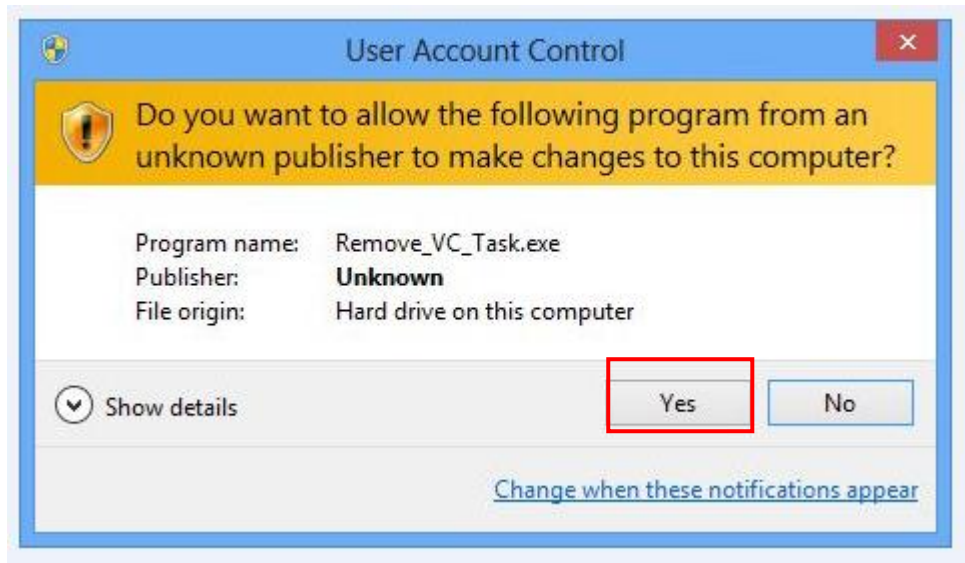 User Account Control
Do you want to allow the following program from an
unknown publisher to make changes to this computer?
Program name: Remove_VC_Task.exe
Publisher: Unknown
File origin: Hard drive on this computer
Show details Yes No
Change when these notifications appear